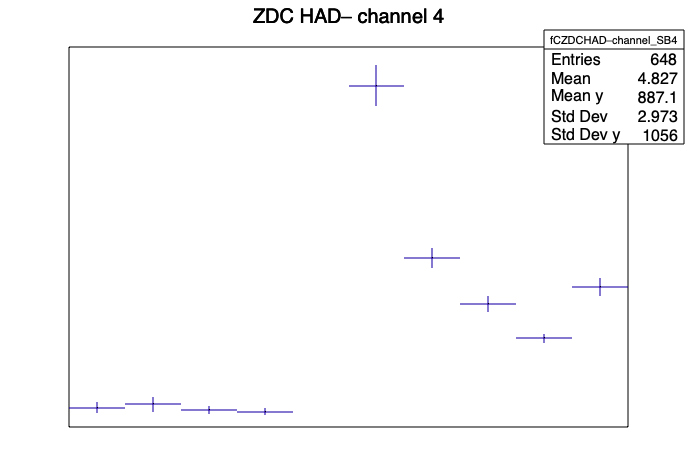 ZDC HAD– channel 4
fCZDCHAD–channel_SB4
Entries 648
Mean 4.827
Mean y 887.1
Std Dev 2.973
Std Dev y 1056